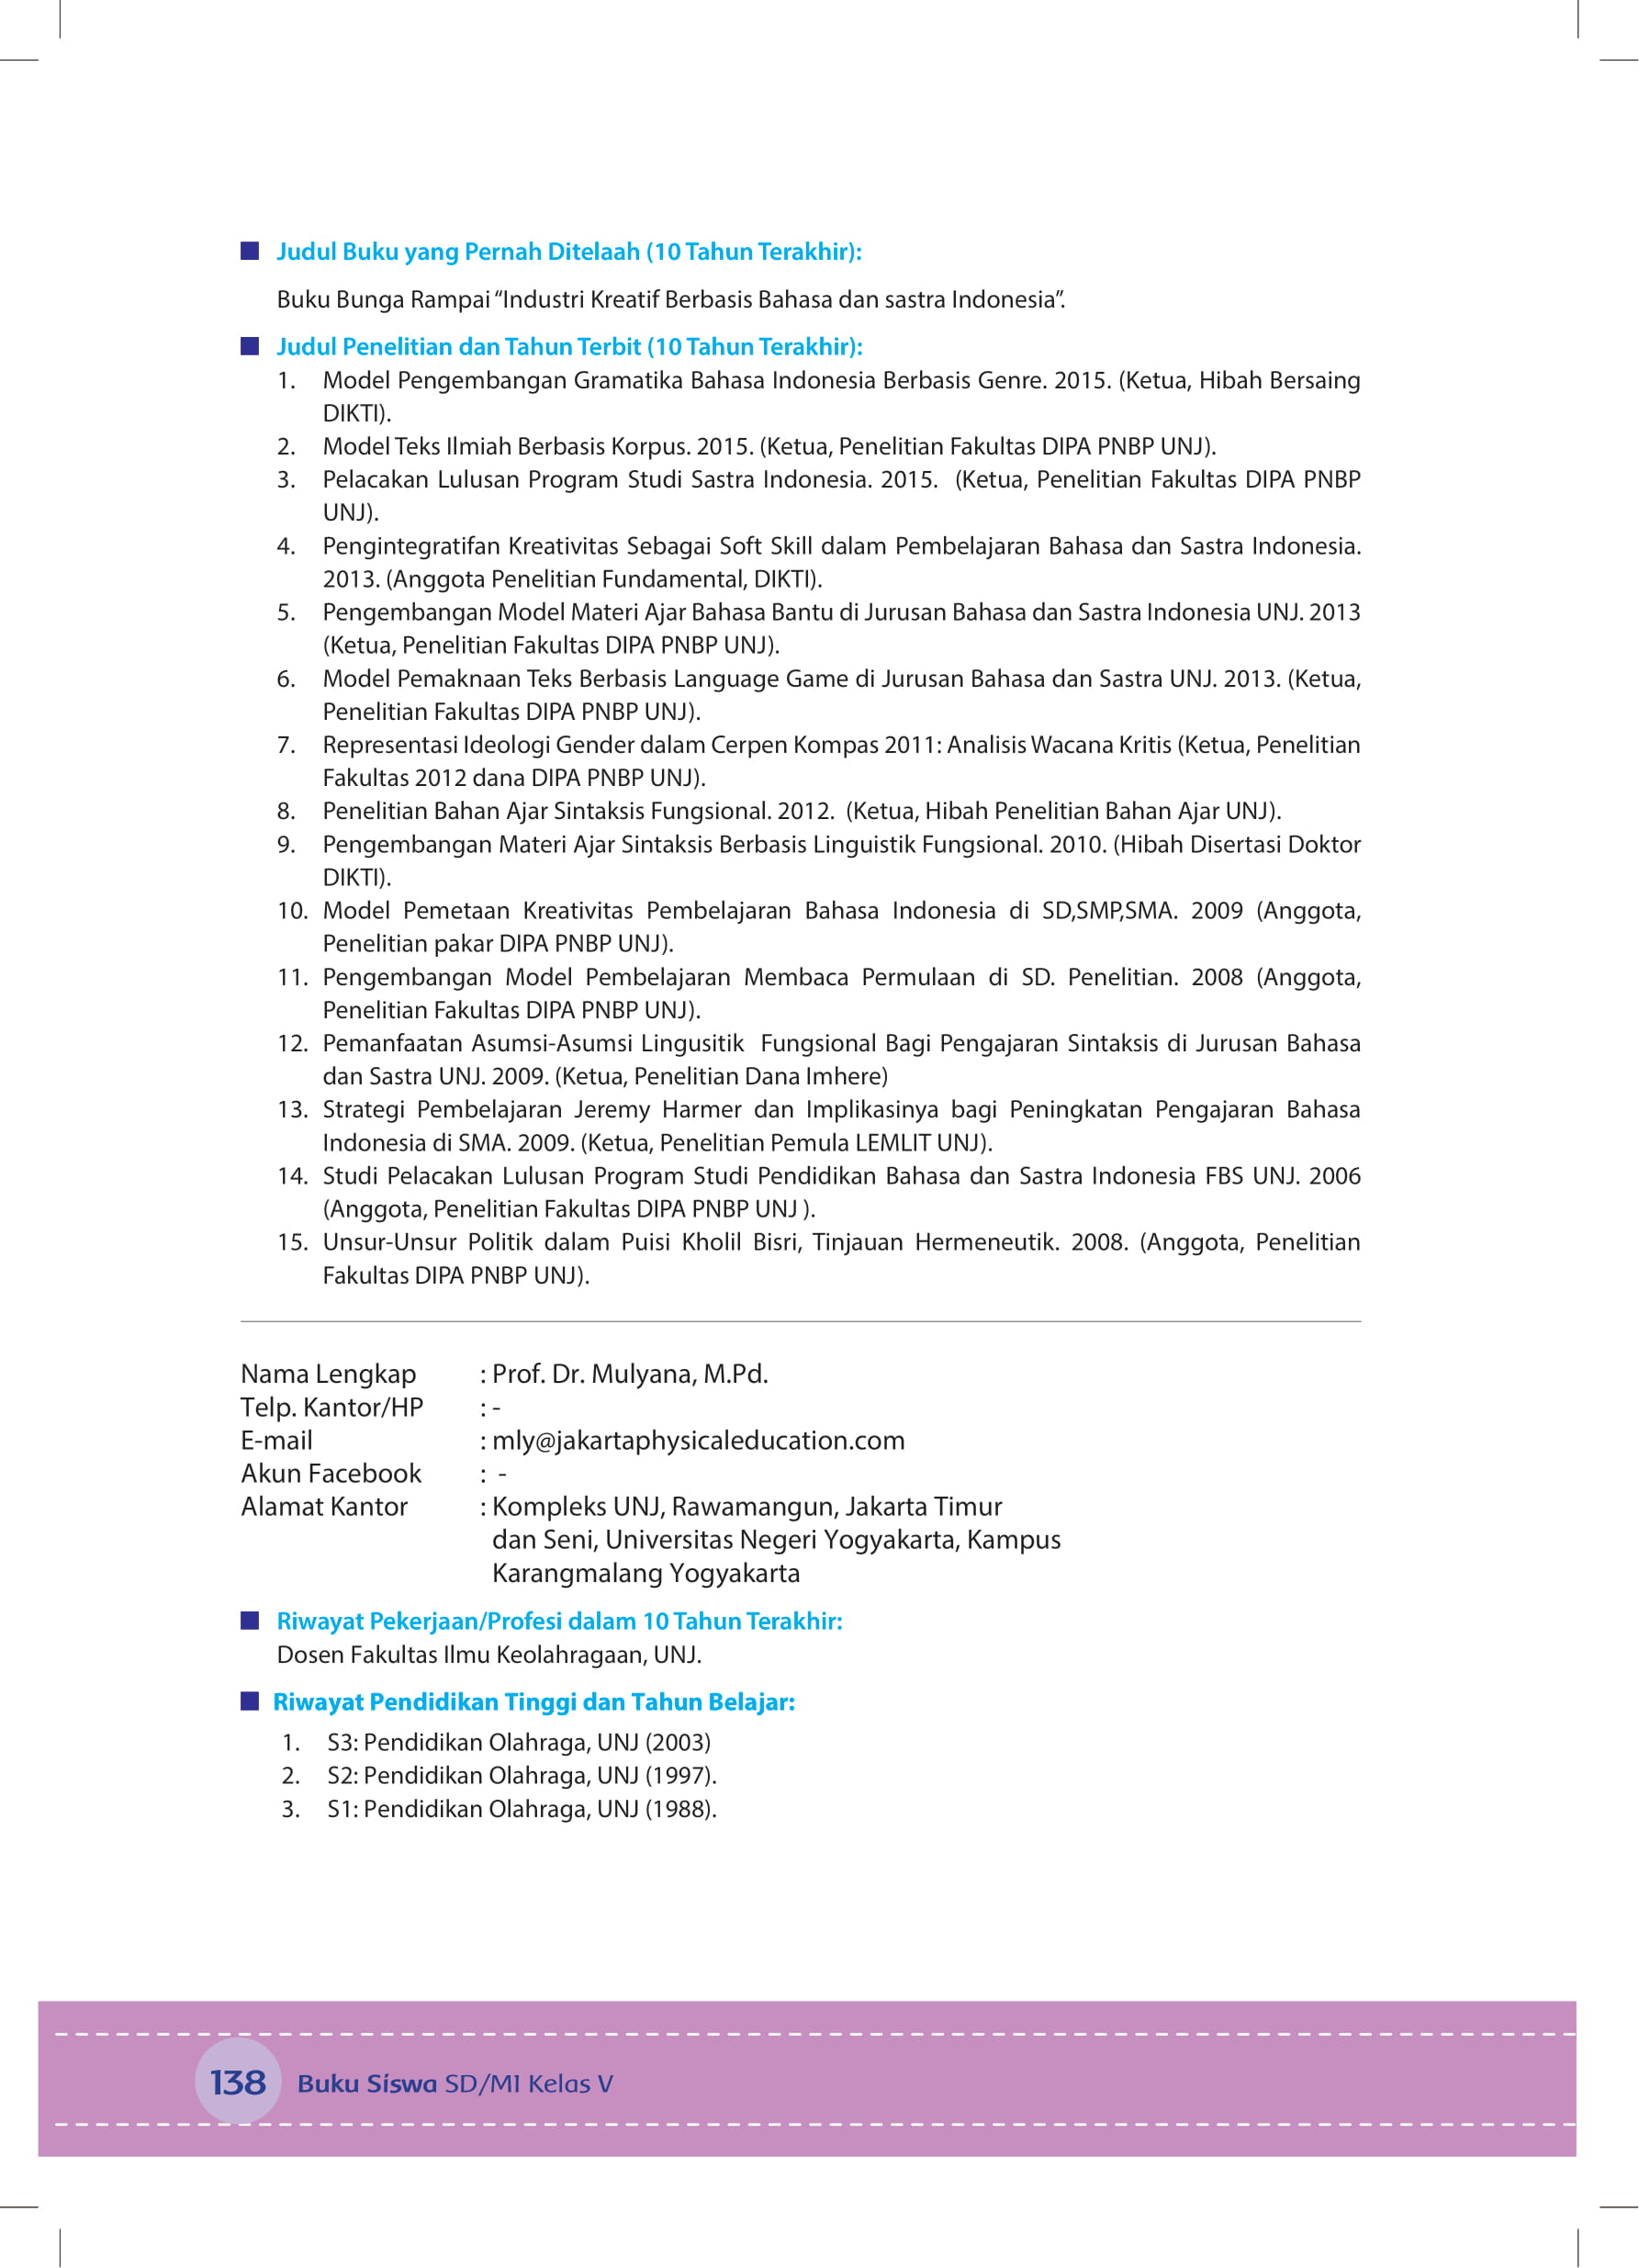 Judul Buku yang Pernah Ditelaah (10 Tahun Terakhir):
Buku Bunga Rampai “Industri Kreatif Berbasis Bahasa dan sastra Indonesia”.
Judul Penelitian dan Tahun Terbit (10 Tahun Terakhir):
1. Model Pengembangan Gramatika Bahasa Indonesia Berbasis Genre. 2015. (Ketua, Hibah Bersaing
DIKTI).
2. Model Teks Ilmiah Berbasis Korpus. 2015. (Ketua, Penelitian Fakultas DIPA PNBP UNJ).
3. Pelacakan Lulusan Program Studi Sastra Indonesia. 2015. (Ketua, Penelitian Fakultas DIPA PNBP
UNJ).
4. Pengintegratifan Kreativitas Sebagai Soft Skill dalam Pembelajaran Bahasa dan Sastra Indonesia.
2013. (Anggota Penelitian Fundamental, DIKTI).
5. Pengembangan Model Materi Ajar Bahasa Bantu di Jurusan Bahasa dan Sastra Indonesia UNJ. 2013
(Ketua, Penelitian Fakultas DIPA PNBP UNJ).
6. Model Pemaknaan Teks Berbasis Language Game di Jurusan Bahasa dan Sastra UNJ. 2013. (Ketua,
Penelitian Fakultas DIPA PNBP UNJ).
7. Representasi Ideologi Gender dalam Cerpen Kompas 2011: Analisis Wacana Kritis (Ketua, Penelitian
Fakultas 2012 dana DIPA PNBP UNJ).
8. Penelitian Bahan Ajar Sintaksis Fungsional. 2012. (Ketua, Hibah Penelitian Bahan Ajar UNJ).
9. Pengembangan Materi Ajar Sintaksis Berbasis Linguistik Fungsional. 2010. (Hibah Disertasi Doktor
DIKTI).
10. Model Pemetaan Kreativitas Pembelajaran Bahasa Indonesia di SD,SMP,SMA. 2009 (Anggota,
Penelitian pakar DIPA PNBP UNJ).
11. Pengembangan Model Pembelajaran Membaca Permulaan di SD. Penelitian. 2008 (Anggota,
Penelitian Fakultas DIPA PNBP UNJ).
12. Pemanfaatan Asumsi-Asumsi Lingusitik Fungsional Bagi Pengajaran Sintaksis di Jurusan Bahasa
dan Sastra UNJ. 2009. (Ketua, Penelitian Dana Imhere)
13. Strategi Pembelajaran Jeremy Harmer dan Implikasinya bagi Peningkatan Pengajaran Bahasa
Indonesia di SMA. 2009. (Ketua, Penelitian Pemula LEMLIT UNJ).
14. Studi Pelacakan Lulusan Program Studi Pendidikan Bahasa dan Sastra Indonesia FBS UNJ. 2006
(Anggota, Penelitian Fakultas DIPA PNBP UNJ ).
15. Unsur-Unsur Politik dalam Puisi Kholil Bisri, Tinjauan Hermeneutik. 2008. (Anggota, Penelitian
Fakultas DIPA PNBP UNJ).
Nama Lengkap : Prof. Dr. Mulyana, M.Pd.
Telp. Kantor/HP : -
E-mail : mly@jakartaphysicaleducation.com
Akun Facebook : -
Alamat Kantor : Kompleks UNJ, Rawamangun, Jakarta Timur
dan Seni, Universitas Negeri Yogyakarta, Kampus
Karangmalang Yogyakarta
Riwayat Pekerjaan/Profesi dalam 10 Tahun Terakhir:
Dosen Fakultas Ilmu Keolahragaan, UNJ.
Riwayat Pendidikan Tinggi dan Tahun Belajar:
1. S3: Pendidikan Olahraga, UNJ (2003)
2. S2: Pendidikan Olahraga, UNJ (1997).
3. S1: Pendidikan Olahraga, UNJ (1988).
138 Buku Siswa SD/MI Kelas V